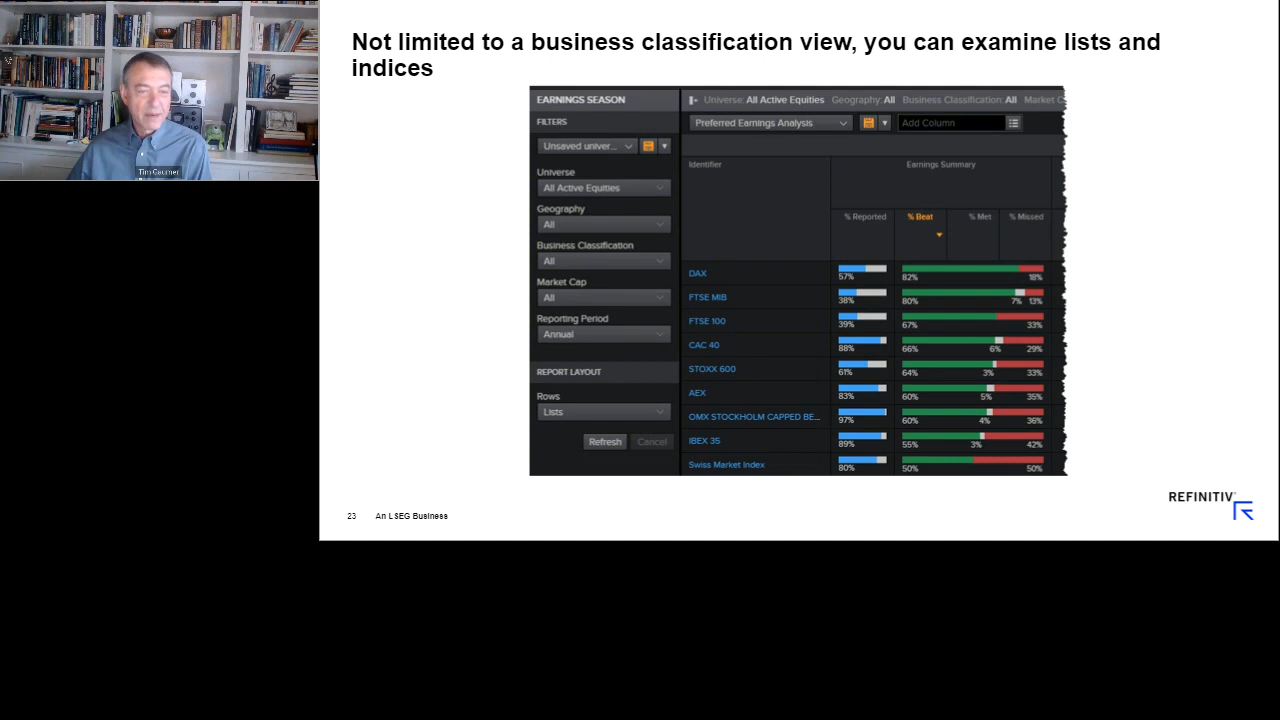 Not limited to a business classification view, you can examine lists and
indices
EARNINGS SEASON
FILTERS
Unsaved univer...
Universe
All Active Equities
Geography
All
Business Classification
All
Market Cap
All
Reporting Period
Annual
REPORT LAYOUT
Rows
Lists
Refresh Cancel
Universe: All Active Equities Geography: All Business Classification: All Market C
Preferred Earnings Analysis Add Column
Identifier Earnings Summary
% Reported % Beat % Met % Missed
DAX 57% 82% 18%
FTSE MIB 38% 80% 7% 13%
FTSE 100 39% 67% 33%
CAC 40 88% 66% 6% 29%
STOXX 600 61% 64% 3% 33%
AEX 83% 60% 5% 35%
OMX STOCKHOLM CAPPED BE... 97% 60% 4% 36%
IBEX 35 89% 55% 3% 42%
Swiss Market Index 80% 50% 50%
Tim Gaumer
23 An LSEG Business
REFINITIV